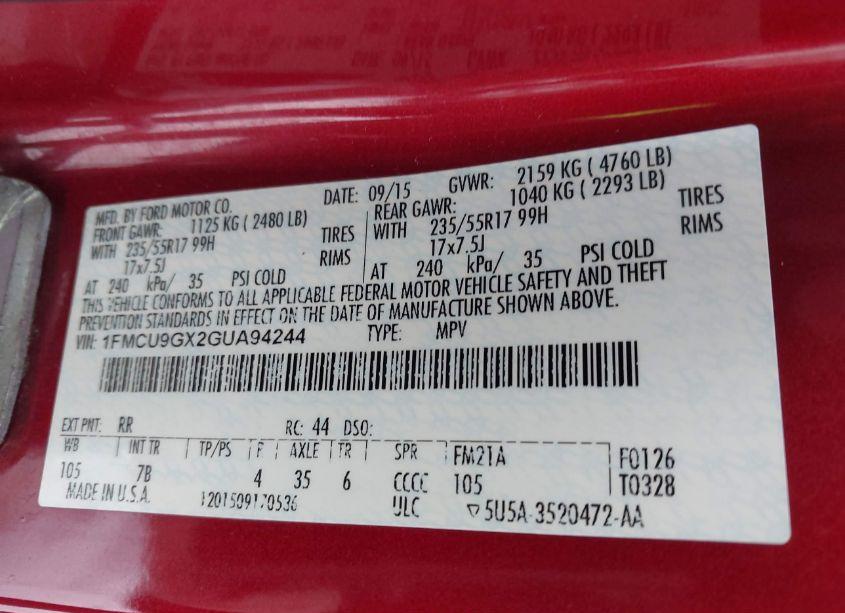 MFD. BY FORD MOTOR CO.
DATE: 09/15 GVWR: 2159 KG ( 4760 LB)
FRONT GAWR: 1125 KG ( 2480 LB)
REAR GAWR: 1040 KG ( 2293 LB)
WITH 235/55R17 99H TIRES
WITH 235/55R17 99H TIRES
17x7.5J RIMS
17x7.5J RIMS
AT 240 kPa/ 35 PSI COLD
AT 240 kPa/ 35 PSI COLD
THIS VEHICLE CONFORMS TO ALL APPLICABLE FEDERAL MOTOR VEHICLE SAFETY AND THEFT
PREVENTION STANDARDS IN EFFECT ON THE DATE OF MANUFACTURE SHOWN ABOVE.
VIN: 1FMCU9GX2GUA94244 TYPE: MPV
EXT PNT: RR RC: 44 DSO:
WB INT TR TP/PS R AXLE TR SPR FM21A F0126
105 7B 4 35 6 CCCC 105 T0328
MADE IN U.S.A. ULC ▽5U5A-3520472-AA